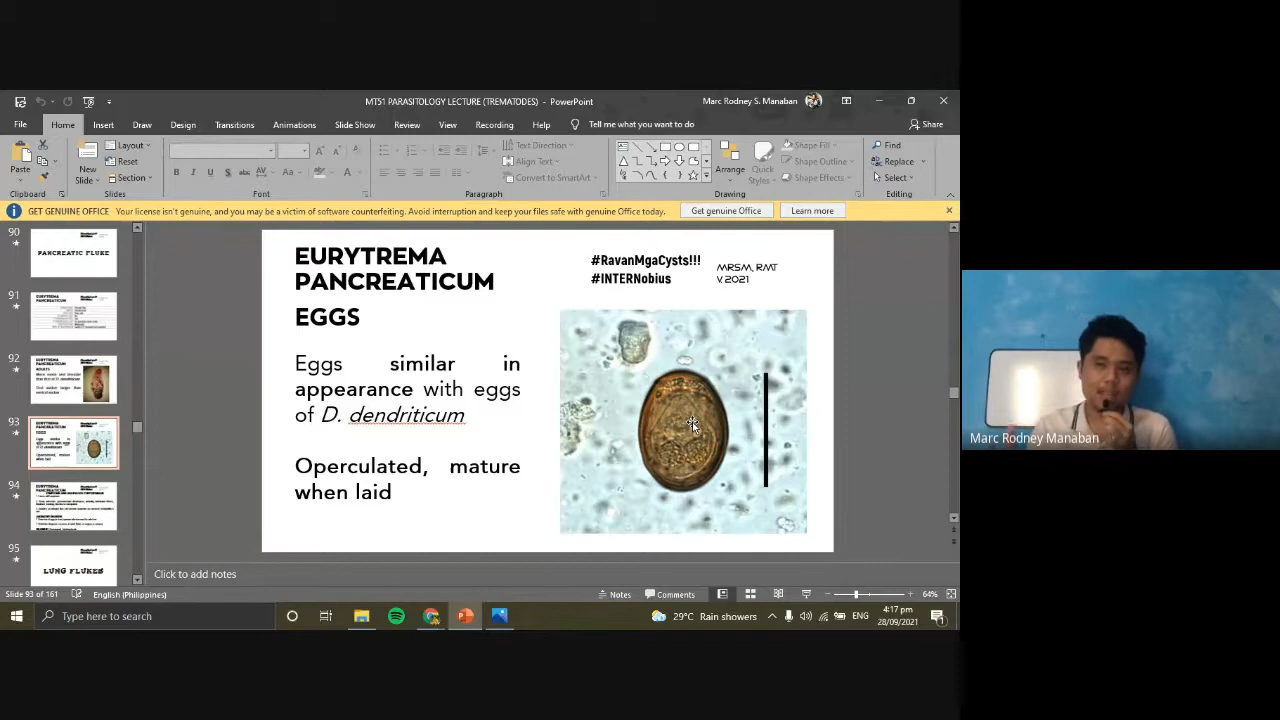 MT51 PARASITOLOGY LECTURE (TREMATODES) - PowerPoint
Marc Rodney S. Manaban
File Home Insert Draw Design Transitions Animations Slide Show Review View Recording Help Tell me what you want to do Share
Paste
New
Slides
Layout
Reset
Section
Text Direction
Align Text
Convert to SmartArt
Arrange
Quick
Styles
Shape Fill
Shape Outline
Shape Effects
Find
Replace
Select
Clipboard Slides Font Paragraph Drawing Editing
GET GENUINE OFFICE Your license isn't genuine, and you may be a victim of software counterfeiting. Avoid interruption and keep your files safe with genuine Office today. Get genuine Office Learn more
90
PANCREATIC FLUKE
91
92
93
94
95
LUNG FLUKES
EURYTREMA
PANCREATICUM
#RavanMgaCysts!!!
#INTERNobius
MRSM, RMT
V. 2021
EGGS
Eggs similar in
appearance with eggs
of D. dendriticum
Operculated, mature
when laid
Click to add notes
Slide 93 of 161 English (Philippines) Notes Comments 64%
Type here to search
29°C Rain showers ENG
4:17 pm
28/09/2021
Marc Rodney Manaban